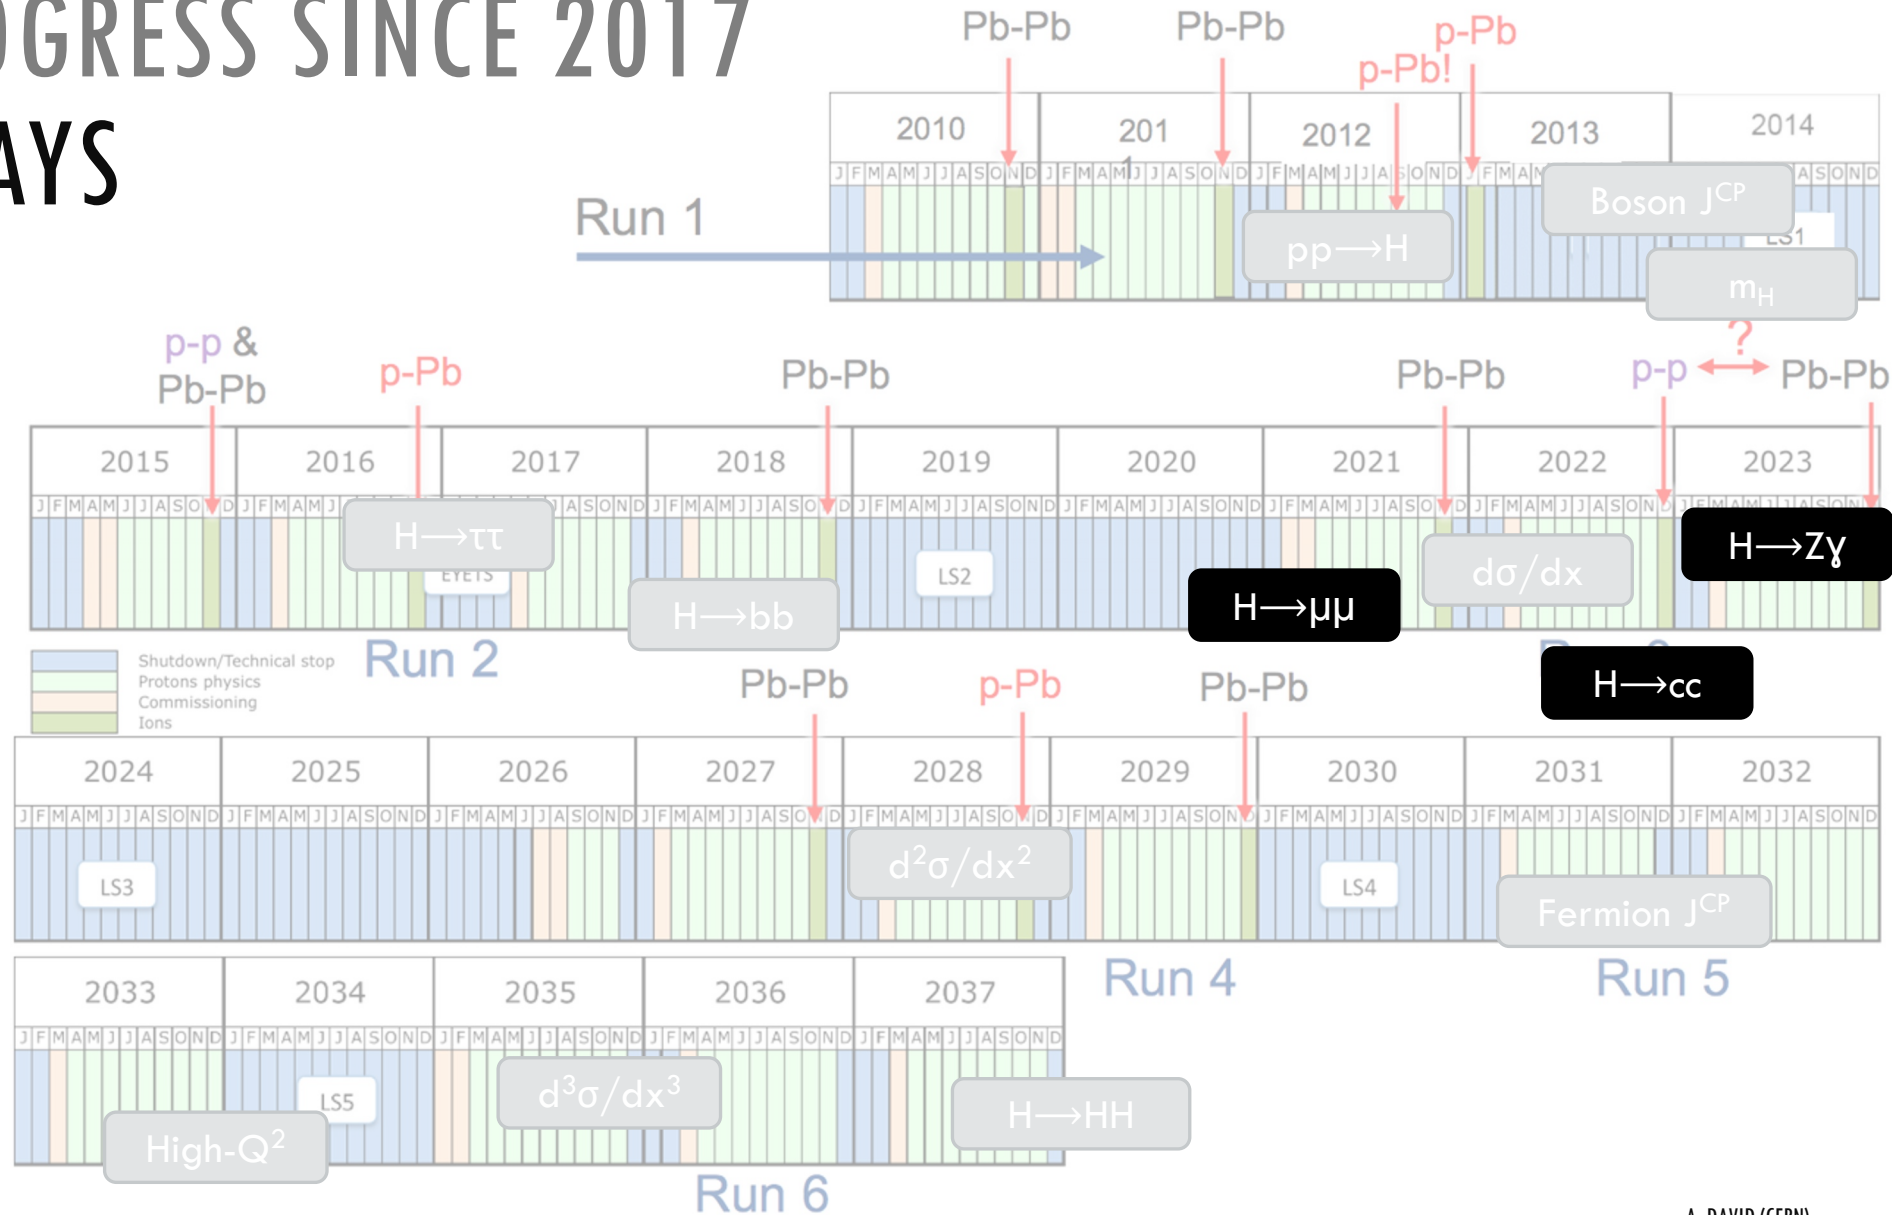 OGRESS SINCE 2017
AYS
Pb-Pb
Pb-Pb
p-Pb!
p-Pb
2010
201
1
2012
2013
2014
J F M A M J J A S O N D J F M A M J J A S O N D J F M A M J J A S O N D J F M A M A S O N D
Run 1
pp⟶H
Boson J^CP
LS1
m_H
p-p &
Pb-Pb
p-Pb
Pb-Pb
Pb-Pb
p-p
?
Pb-Pb
2015 2016 2017 2018 2019 2020 2021 2022 2023
H⟶ττ
EYETS
H⟶bb
LS2
H⟶μμ
dσ/dx
H⟶Zγ
H⟶cc
Run 2
Shutdown/Technical stop
Protons physics
Commissioning
Ions
Pb-Pb
p-Pb
Pb-Pb
2024 2025 2026 2027 2028 2029 2030 2031 2032
J F M A M J J A S O N D J F M A M J J A S O N D J F M A M J J A S O N D J F M A M J J A S O N D J F M A M J J A S O N D J F M A M J J A S O N D J F M A M J J A S O N D J F M A M J J A S O N D J F M A M J J A S O N D
LS3
d²σ/dx²
LS4
Fermion J^CP
Run 4
Run 5
2033 2034 2035 2036 2037
J F M A M J J A S O N D J F M A M J J A S O N D J F M A M J J A S O N D J F M A M J J A S O N D J F M A M J J A S O N D
High-Q²
LS5
d³σ/dx³
H⟶HH
Run 6